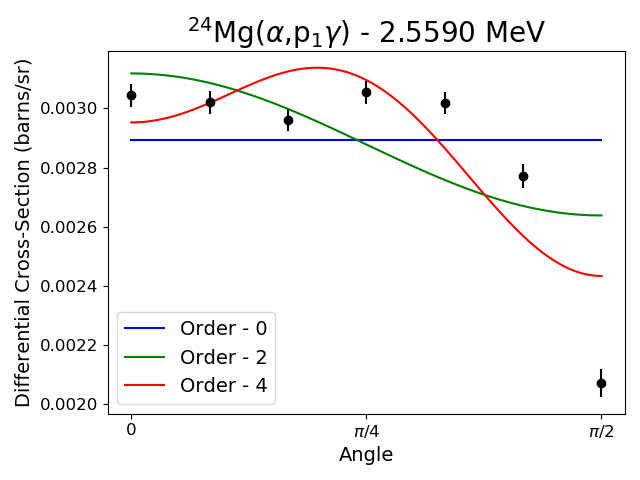 ²⁴Mg(α,p₁γ) - 2.5590 MeV
Differential Cross-Section (barns/sr)
0.0030
0.0028
0.0026
0.0024
0.0022
0.0020
Order - 0
Order - 2
Order - 4
0
π/4
π/2
Angle